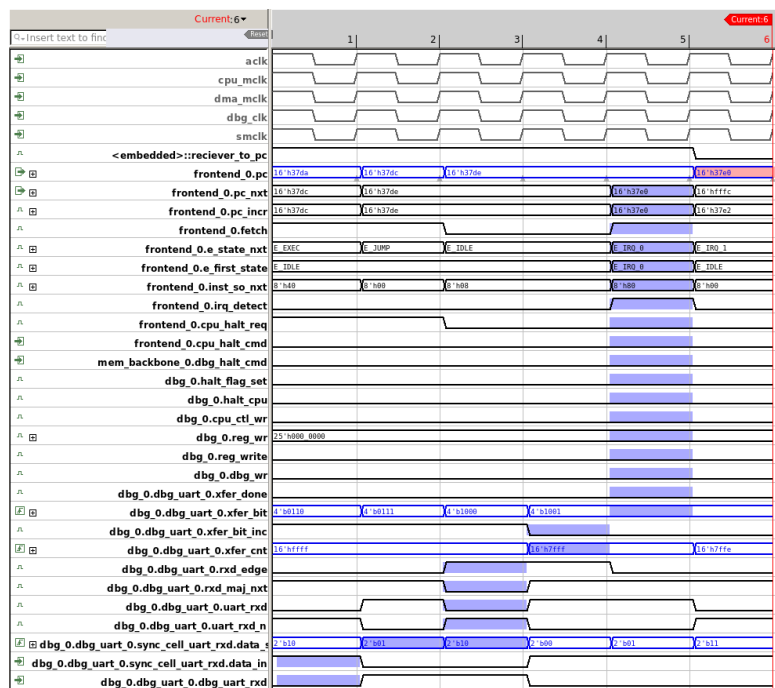 Current:6▾ Current:6
Insert text to find Reset 1 2 3 4 5 6
aclk
cpu_mclk
dma_mclk
dbg_clk
smclk
<embedded>::reciever_to_pc
frontend_0.pc 16'h37da 16'h37dc 16'h37de 16'h37e0
frontend_0.pc_nxt 16'h37dc 16'h37de 16'h37e0 16'hfffc
frontend_0.pc_incr 16'h37dc 16'h37de 16'h37e0 16'h37e2
frontend_0.fetch
frontend_0.e_state_nxt E_EXEC E_JUMP E_IDLE E_IRQ_0 E_IRQ_1
frontend_0.e_first_state E_IDLE E_IRQ_0 E_IDLE
frontend_0.inst_so_nxt 8'h40 8'h00 8'h08 8'h80 8'h00
frontend_0.irq_detect
frontend_0.cpu_halt_req
frontend_0.cpu_halt_cmd
mem_backbone_0.dbg_halt_cmd
dbg_0.halt_flag_set
dbg_0.halt_cpu
dbg_0.cpu_ctl_wr
dbg_0.reg_wr 25'h000_0000
dbg_0.reg_write
dbg_0.dbg_wr
dbg_0.dbg_uart_0.xfer_done
dbg_0.dbg_uart_0.xfer_bit 4'b0110 4'b0111 4'b1000 4'b1001
dbg_0.dbg_uart_0.xfer_bit_inc
dbg_0.dbg_uart_0.xfer_cnt 16'hffff 16'h7fff 16'h7ffe
dbg_0.dbg_uart_0.rxd_edge
dbg_0.dbg_uart_0.rxd_maj_nxt
dbg_0.dbg_uart_0.uart_rxd
dbg_0.dbg_uart_0.uart_rxd_n
dbg_0.dbg_uart_0.sync_cell_uart_rxd.data_s 2'b10 2'b01 2'b10 2'b00 2'b01 2'b11
dbg_0.dbg_uart_0.sync_cell_uart_rxd.data_in
dbg_0.dbg_uart_0.dbg_uart_rxd